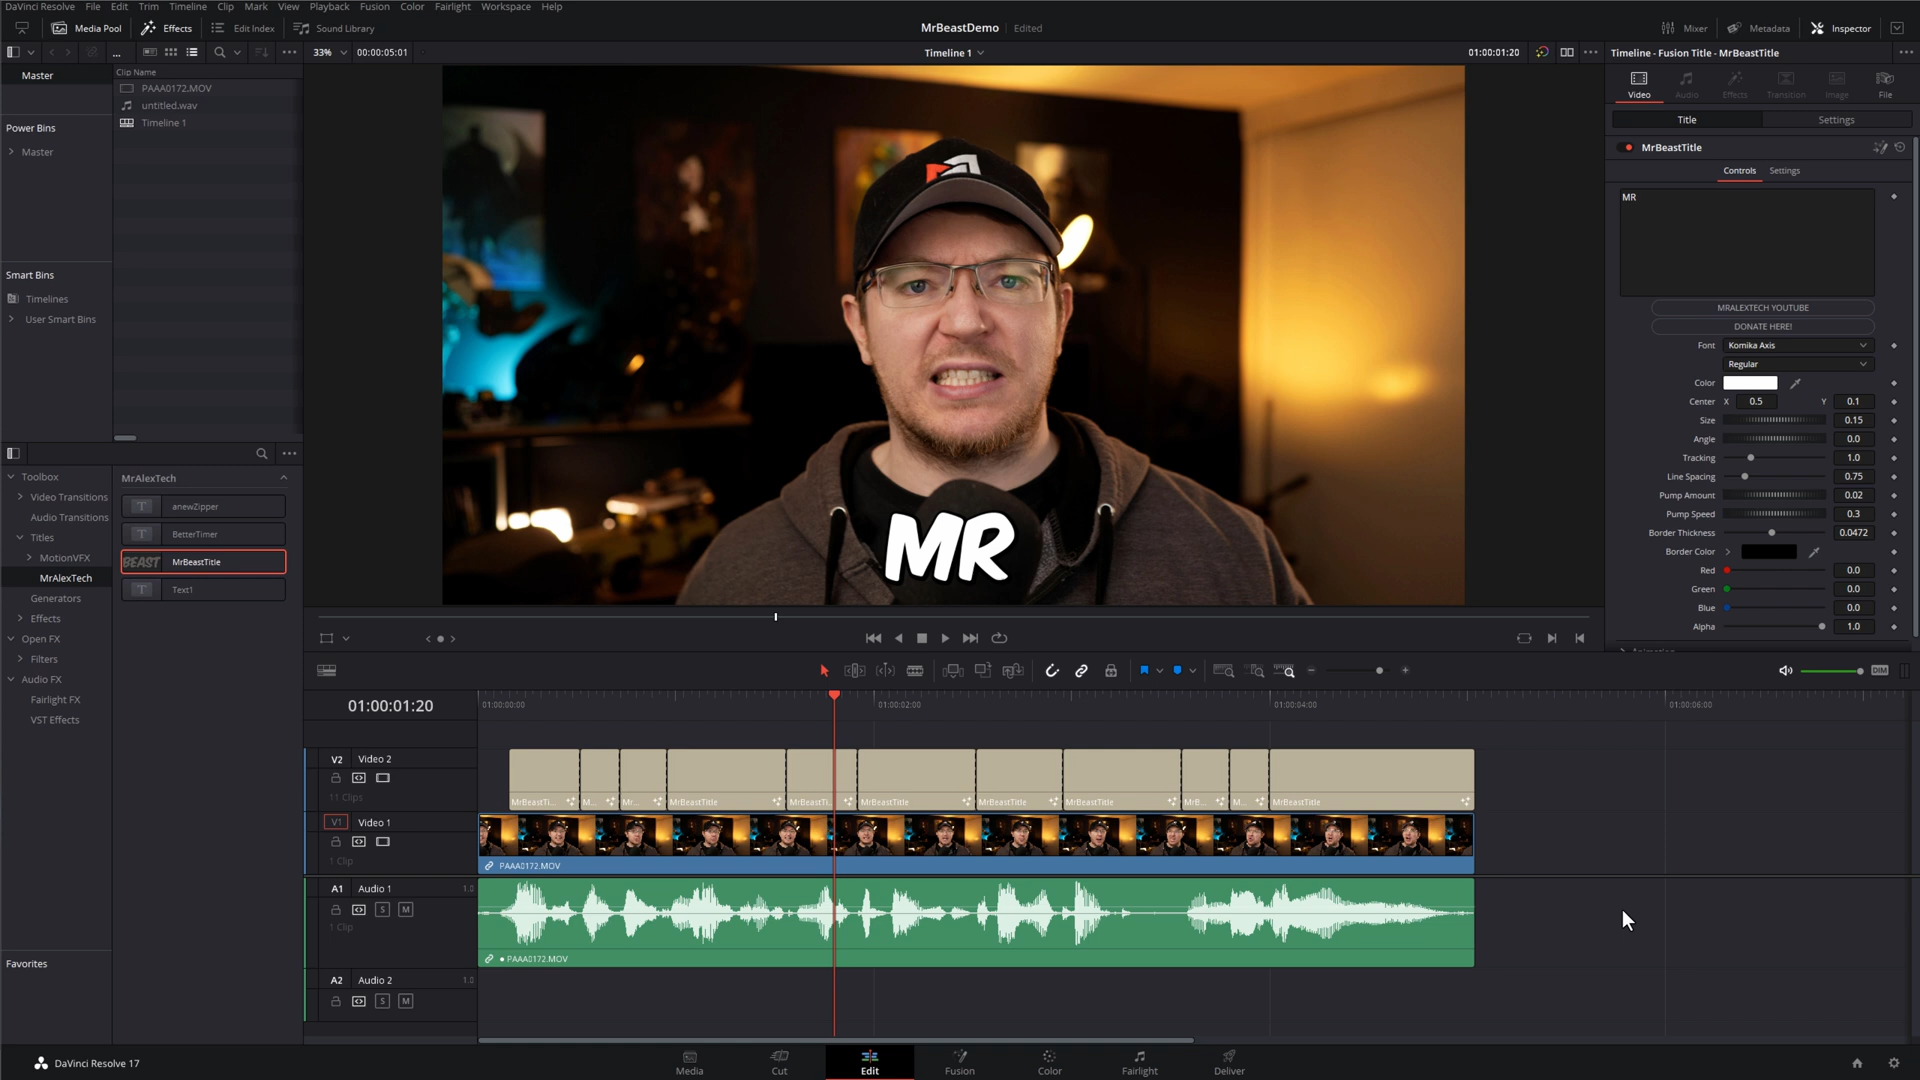 DaVinci Resolve File Edit Trim Timeline Clip Mark View Playback Fusion Color Fairlight Workspace Help
Media Pool Effects Edit Index Sound Library MrBeastDemo Edited Mixer Metadata Inspector
33% 00:00:05:01 Timeline 1 01:00:01:20 Timeline - Fusion Title - MrBeastTitle
Master
Clip Name
PAAA0172.MOV
untitled.wav
Timeline 1
Power Bins
Master
Smart Bins
Timelines
User Smart Bins
MR
Video Audio Effects Transition Image File
Title Settings
MrBeastTitle
Controls Settings
MR
MRALEXTECH YOUTUBE
DONATE HERE!
Font Komika Axis
Regular
Color
Center X 0.5 Y 0.1
Size 0.15
Angle 0.0
Tracking 1.0
Line Spacing 0.75
Pump Amount 0.02
Pump Speed 0.3
Border Thickness 0.0472
Border Color
Red 0.0
Green 0.0
Blue 0.0
Alpha 1.0
Toolbox
Video Transitions
Audio Transitions
Titles
MotionVFX
MrAlexTech
Generators
Effects
Open FX
Filters
Audio FX
Fairlight FX
VST Effects
Favorites
MrAlexTech
T anewZipper
T BetterTimer
BEAST MrBeastTitle
T Text1
DIM
01:00:01:20 01:00:00:00 01:00:02:00 01:00:04:00 01:00:06:00
V2 Video 2
11 Clips
MrBeastTi... M... Mr... MrBeastTitle MrBeastTi... MrBeastTitle MrBeastTitle MrBeastTitle MrB... M... MrBeastTitle
V1 Video 1
1 Clip
PAAA0172.MOV
A1 Audio 1 1.0
S M
1 Clip
PAAA0172.MOV
A2 Audio 2 1.0
S M
DaVinci Resolve 17
Media Cut Edit Fusion Color Fairlight Deliver